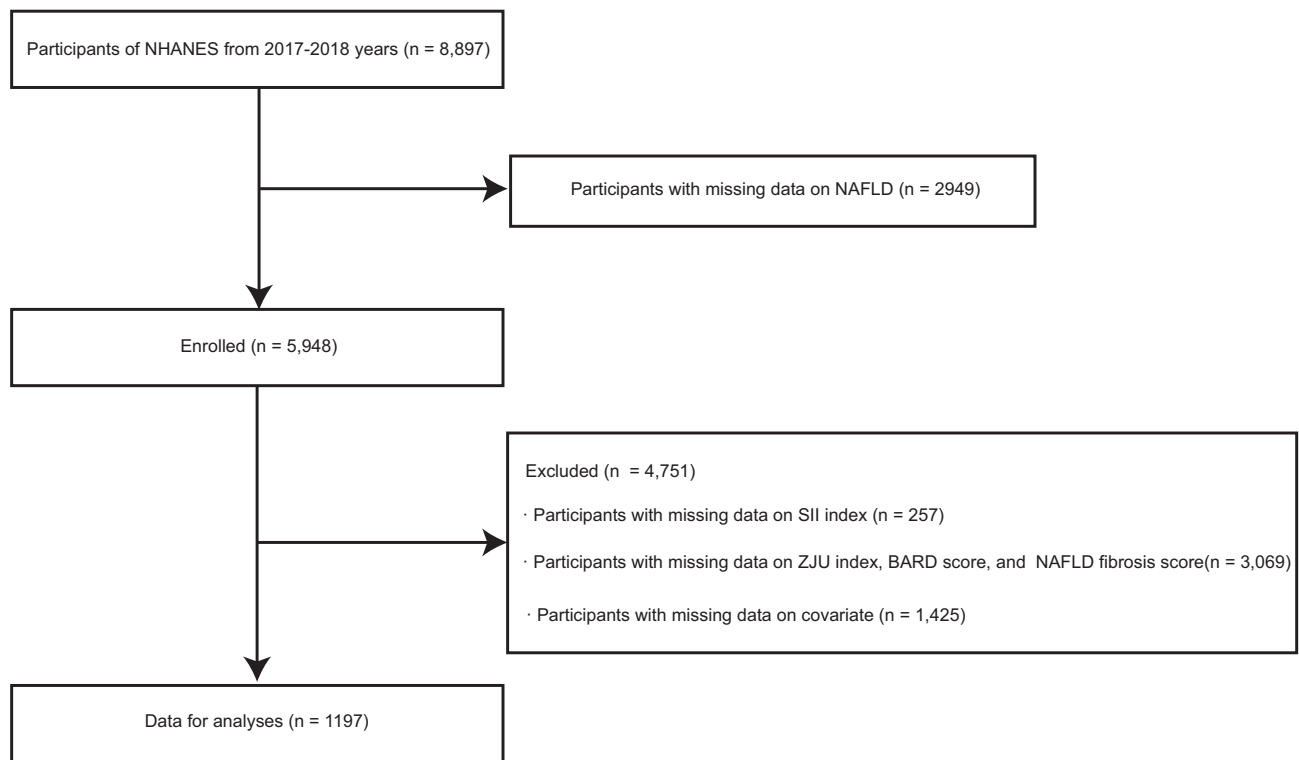 Participants of NHANES from 2017-2018 years (n = 8,897)
Participants with missing data on NAFLD (n = 2949)
Enrolled (n = 5,948)
Excluded (n  = 4,751)
· Participants with missing data on SII index (n = 257)
· Participants with missing data on ZJU index, BARD score, and  NAFLD fibrosis score(n = 3,069)
· Participants with missing data on covariate (n = 1,425)
Data for analyses (n = 1197)